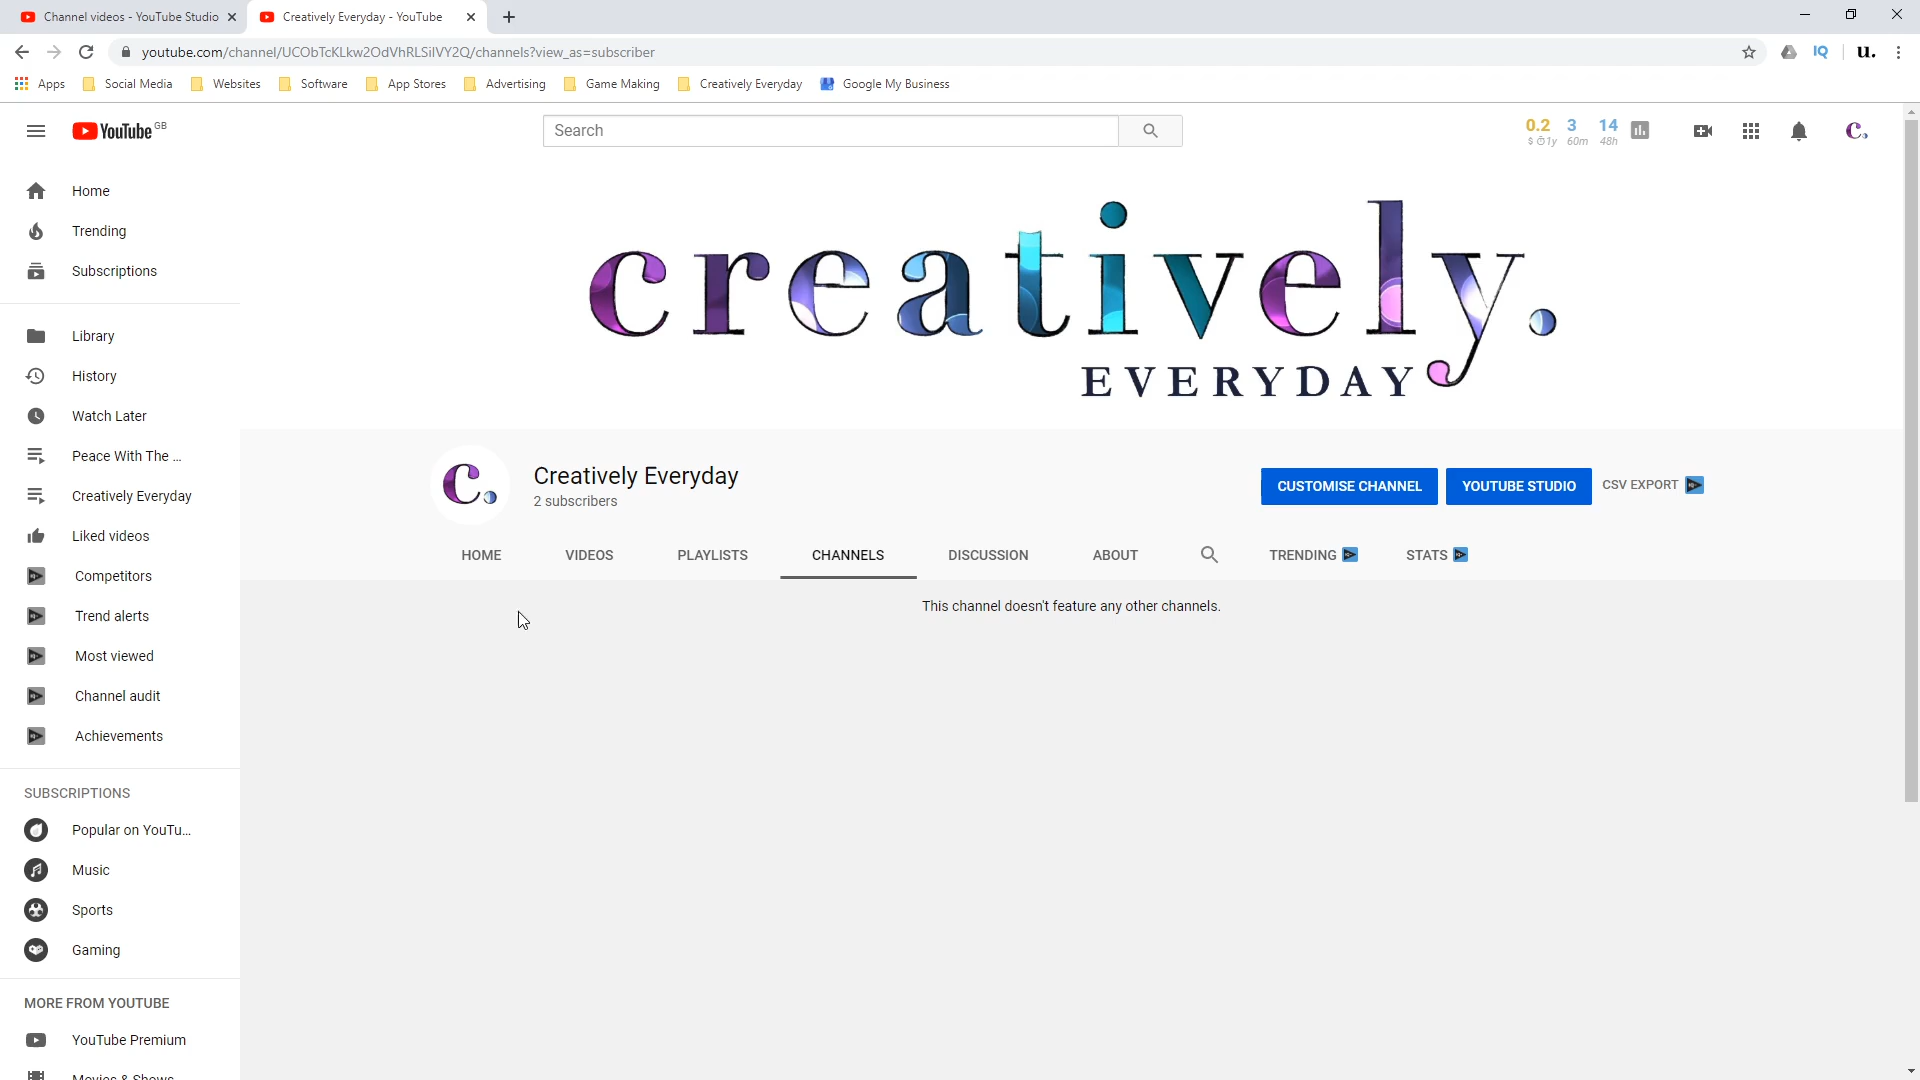 Channel videos - YouTube Studio
Creatively Everyday - YouTube
youtube.com/channel/UCObTcKLkw2OdVhRLSiIVY2Q/channels?view_as=subscriber
IQ
u.
Apps
Social Media
Websites
Software
App Stores
Advertising
Game Making
Creatively Everyday
Google My Business
YouTube GB
Search
0.2 3 14
$ 1y 60m 48h
c.
Home
Trending
Subscriptions
Library
History
Watch Later
Peace With The ...
Creatively Everyday
Liked videos
Competitors
Trend alerts
Most viewed
Channel audit
Achievements
SUBSCRIPTIONS
Popular on YouTu...
Music
Sports
Gaming
MORE FROM YOUTUBE
YouTube Premium
Movies & Shows
creatively.
EVERYDAY
c.
Creatively Everyday
2 subscribers
CUSTOMISE CHANNEL
YOUTUBE STUDIO
CSV EXPORT
HOME
VIDEOS
PLAYLISTS
CHANNELS
DISCUSSION
ABOUT
TRENDING
STATS
This channel doesn't feature any other channels.